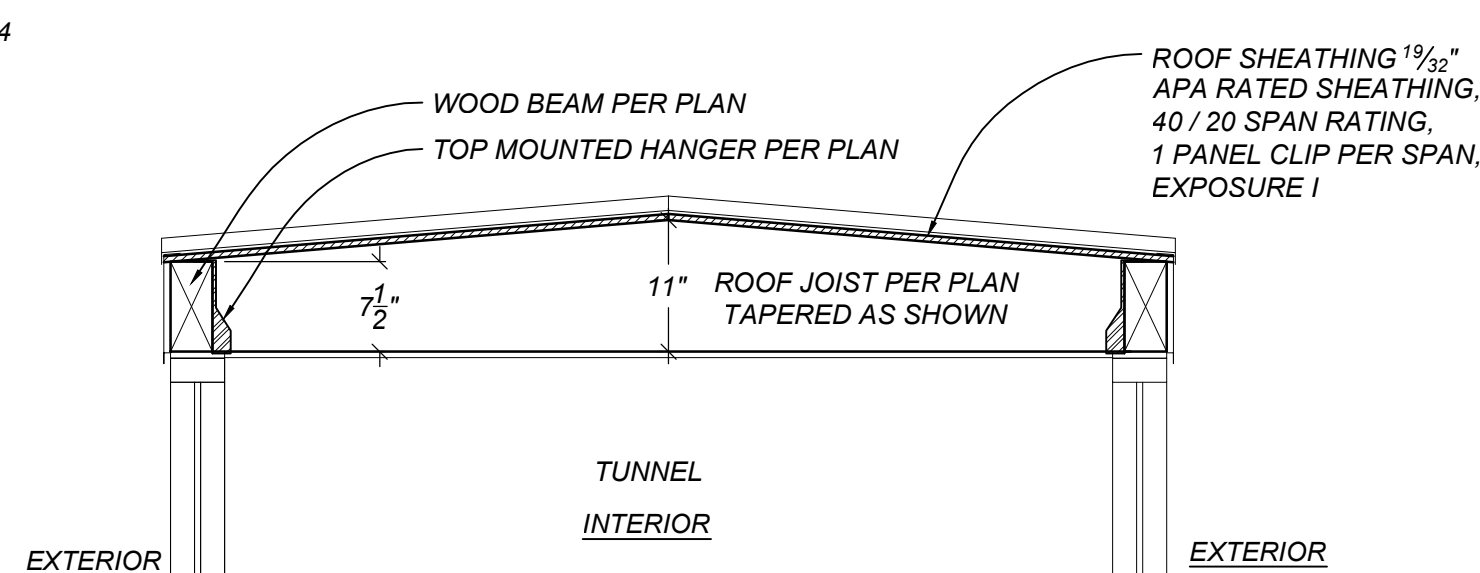 4
ROOF SHEATHING 19/32"
APA RATED SHEATHING,
40 / 20 SPAN RATING,
1 PANEL CLIP PER SPAN,
EXPOSURE I
WOOD BEAM PER PLAN
TOP MOUNTED HANGER PER PLAN
7 1/2"
11"
ROOF JOIST PER PLAN
TAPERED AS SHOWN
TUNNEL
INTERIOR
EXTERIOR
EXTERIOR